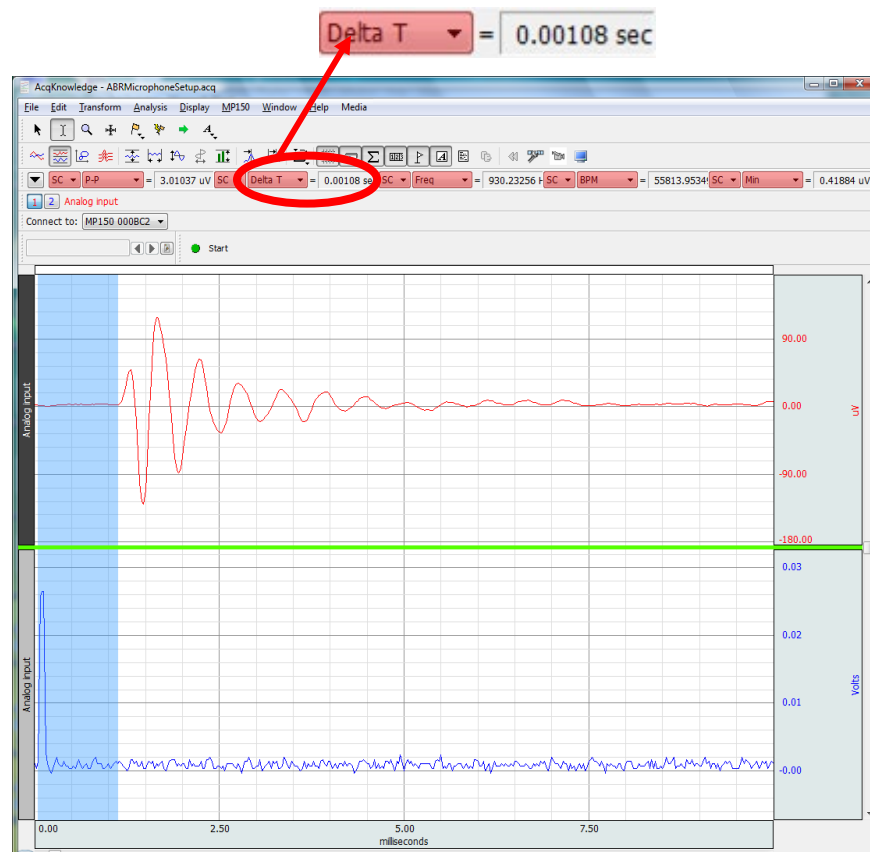 Delta T = 0.00108 sec
AcqKnowledge - ABRMicrophoneSetup.acq
File Edit Transform Analysis Display MP150 Window Help Media
SC P-P = 3.01037 uV SC Delta T = 0.00108 se SC Freq = 930.23256 H SC BPM = 55813.9534 SC Min = 0.41884 uV
1 2 Analog input
Connect to: MP150 000BC2
Start
Analog input
90.00
0.00
-90.00
-180.00
uV
Analog input
0.03
0.02
0.01
-0.00
Volts
0.00 2.50 5.00 7.50
milliseconds